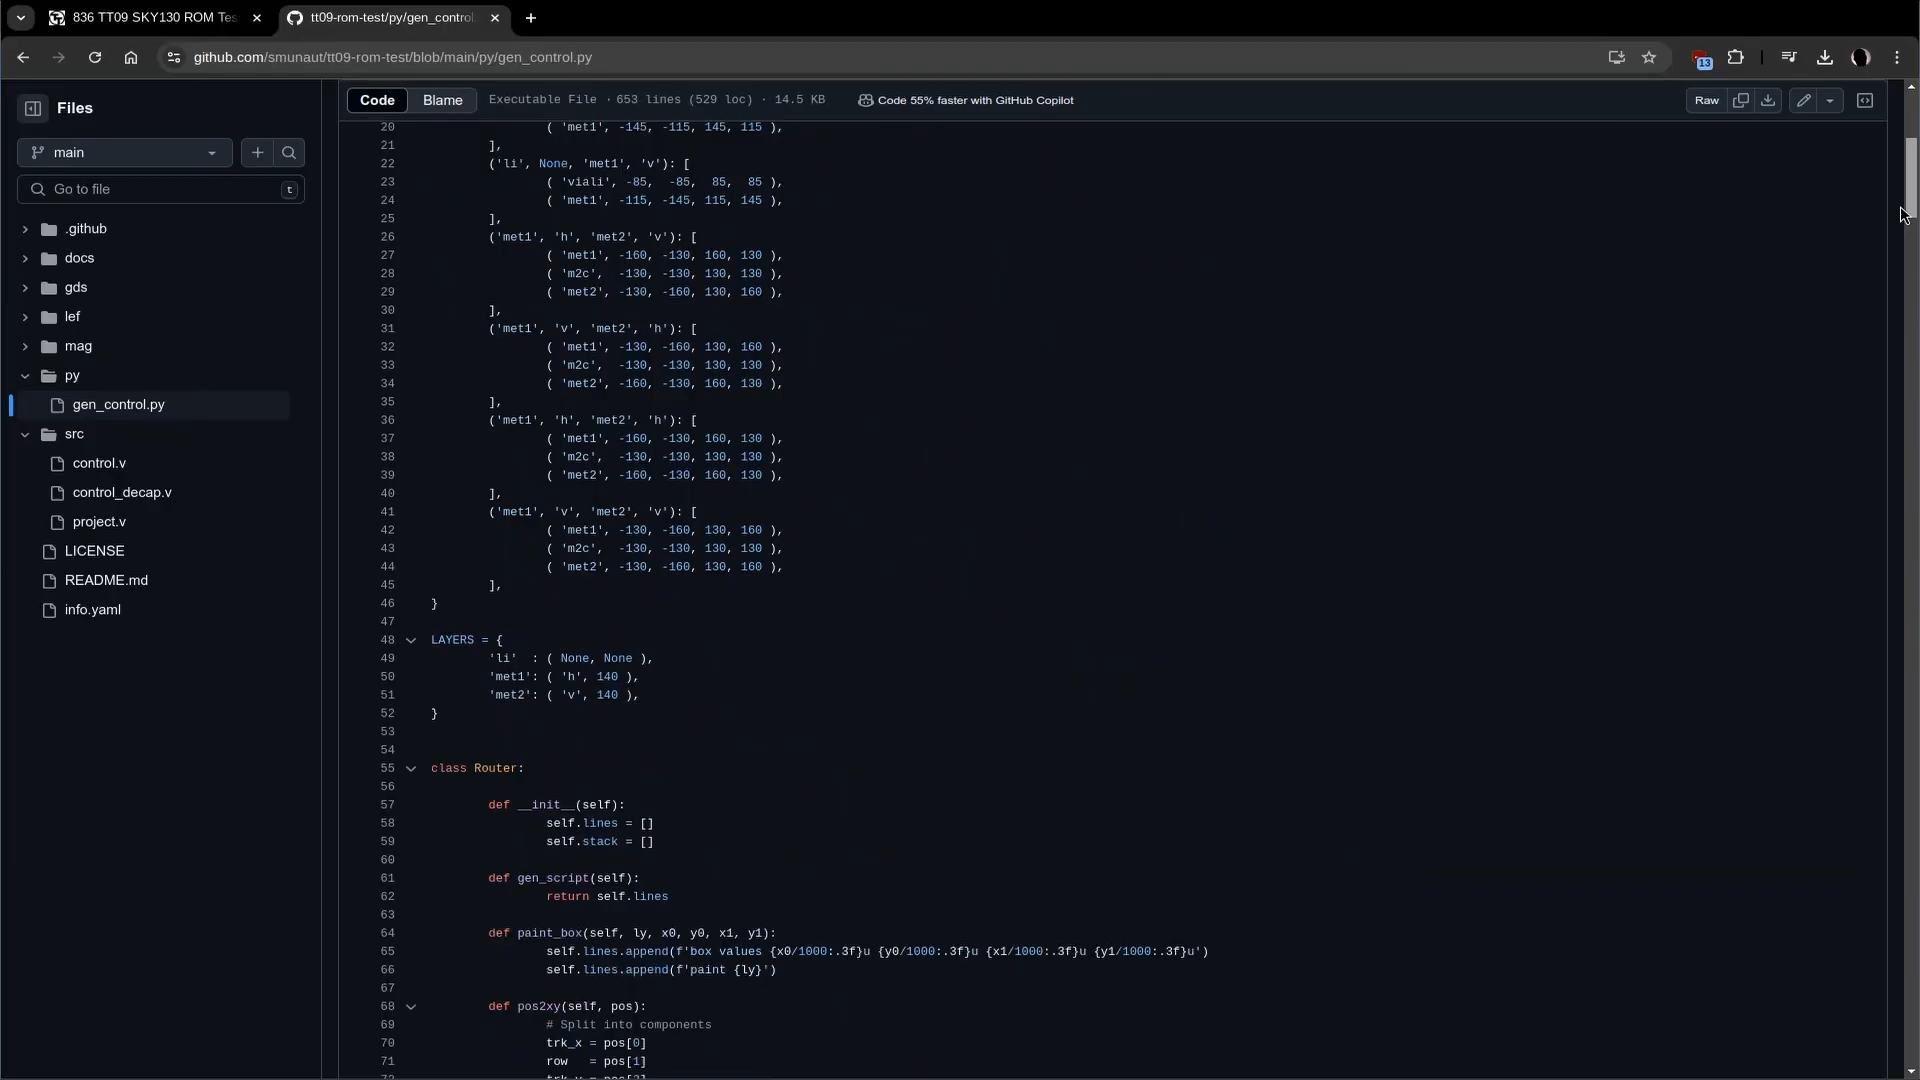 836 TT09 SKY130 ROM Tes
tt09-rom-test/py/gen_control.
github.com/smunaut/tt09-rom-test/blob/main/py/gen_control.py
13
Files
main
Go to file
t
.github
docs
gds
lef
mag
py
gen_control.py
src
control.v
control_decap.v
project.v
LICENSE
README.md
info.yaml
Code Blame Executable File · 653 lines (529 loc) · 14.5 KB Code 55% faster with GitHub Copilot Raw
20 ( 'met1', -145, -115, 145, 115 ),
21 ],
22 ('li', None, 'met1', 'v'): [
23 ( 'viali', -85, -85, 85, 85 ),
24 ( 'met1', -115, -145, 115, 145 ),
25 ],
26 ('met1', 'h', 'met2', 'v'): [
27 ( 'met1', -160, -130, 160, 130 ),
28 ( 'm2c', -130, -130, 130, 130 ),
29 ( 'met2', -130, -160, 130, 160 ),
30 ],
31 ('met1', 'v', 'met2', 'h'): [
32 ( 'met1', -130, -160, 130, 160 ),
33 ( 'm2c', -130, -130, 130, 130 ),
34 ( 'met2', -160, -130, 160, 130 ),
35 ],
36 ('met1', 'h', 'met2', 'h'): [
37 ( 'met1', -160, -130, 160, 130 ),
38 ( 'm2c', -130, -130, 130, 130 ),
39 ( 'met2', -160, -130, 160, 130 ),
40 ],
41 ('met1', 'v', 'met2', 'v'): [
42 ( 'met1', -130, -160, 130, 160 ),
43 ( 'm2c', -130, -130, 130, 130 ),
44 ( 'met2', -130, -160, 130, 160 ),
45 ],
46 }
47
48 LAYERS = {
49 'li' : ( None, None ),
50 'met1': ( 'h', 140 ),
51 'met2': ( 'v', 140 ),
52 }
53
54
55 class Router:
56
57 def __init__(self):
58 self.lines = []
59 self.stack = []
60
61 def gen_script(self):
62 return self.lines
63
64 def paint_box(self, ly, x0, y0, x1, y1):
65 self.lines.append(f'box values {x0/1000:.3f}u {y0/1000:.3f}u {x1/1000:.3f}u {y1/1000:.3f}u')
66 self.lines.append(f'paint {ly}')
67
68 def pos2xy(self, pos):
69 # Split into components
70 trk_x = pos[0]
71 row = pos[1]
72 trk_y = pos[2]